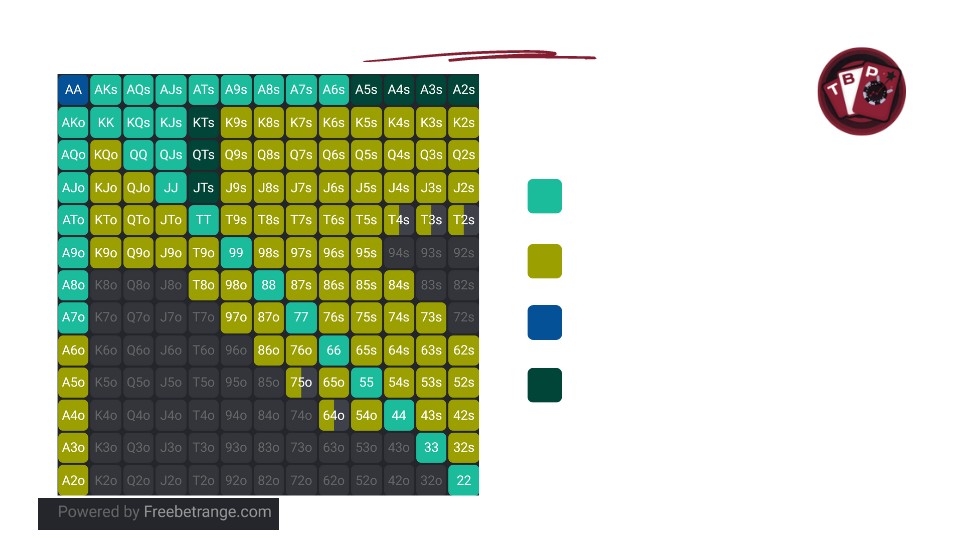 AA AKs AQs AJs ATs A9s A8s A7s A6s A5s A4s A3s A2s
AKo KK KQs KJs KTs K9s K8s K7s K6s K5s K4s K3s K2s
AQo KQo QQ QJs QTs Q9s Q8s Q7s Q6s Q5s Q4s Q3s Q2s
AJo KJo QJo JJ JTs J9s J8s J7s J6s J5s J4s J3s J2s
ATo KTo QTo JTo TT T9s T8s T7s T6s T5s T4s T3s T2s
A9o K9o Q9o J9o T9o 99 98s 97s 96s 95s 94s 93s 92s
A8o K8o Q8o J8o T8o 98o 88 87s 86s 85s 84s 83s 82s
A7o K7o Q7o J7o T7o 97o 87o 77 76s 75s 74s 73s 72s
A6o K6o Q6o J6o T6o 96o 86o 76o 66 65s 64s 63s 62s
A5o K5o Q5o J5o T5o 95o 85o 75o 65o 55 54s 53s 52s
A4o K4o Q4o J4o T4o 94o 84o 74o 64o 54o 44 43s 42s
A3o K3o Q3o J3o T3o 93o 83o 73o 63o 53o 43o 33 32s
A2o K2o Q2o J2o T2o 92o 82o 72o 62o 52o 42o 32o 22
Powered by Freebetrange.com
T B P